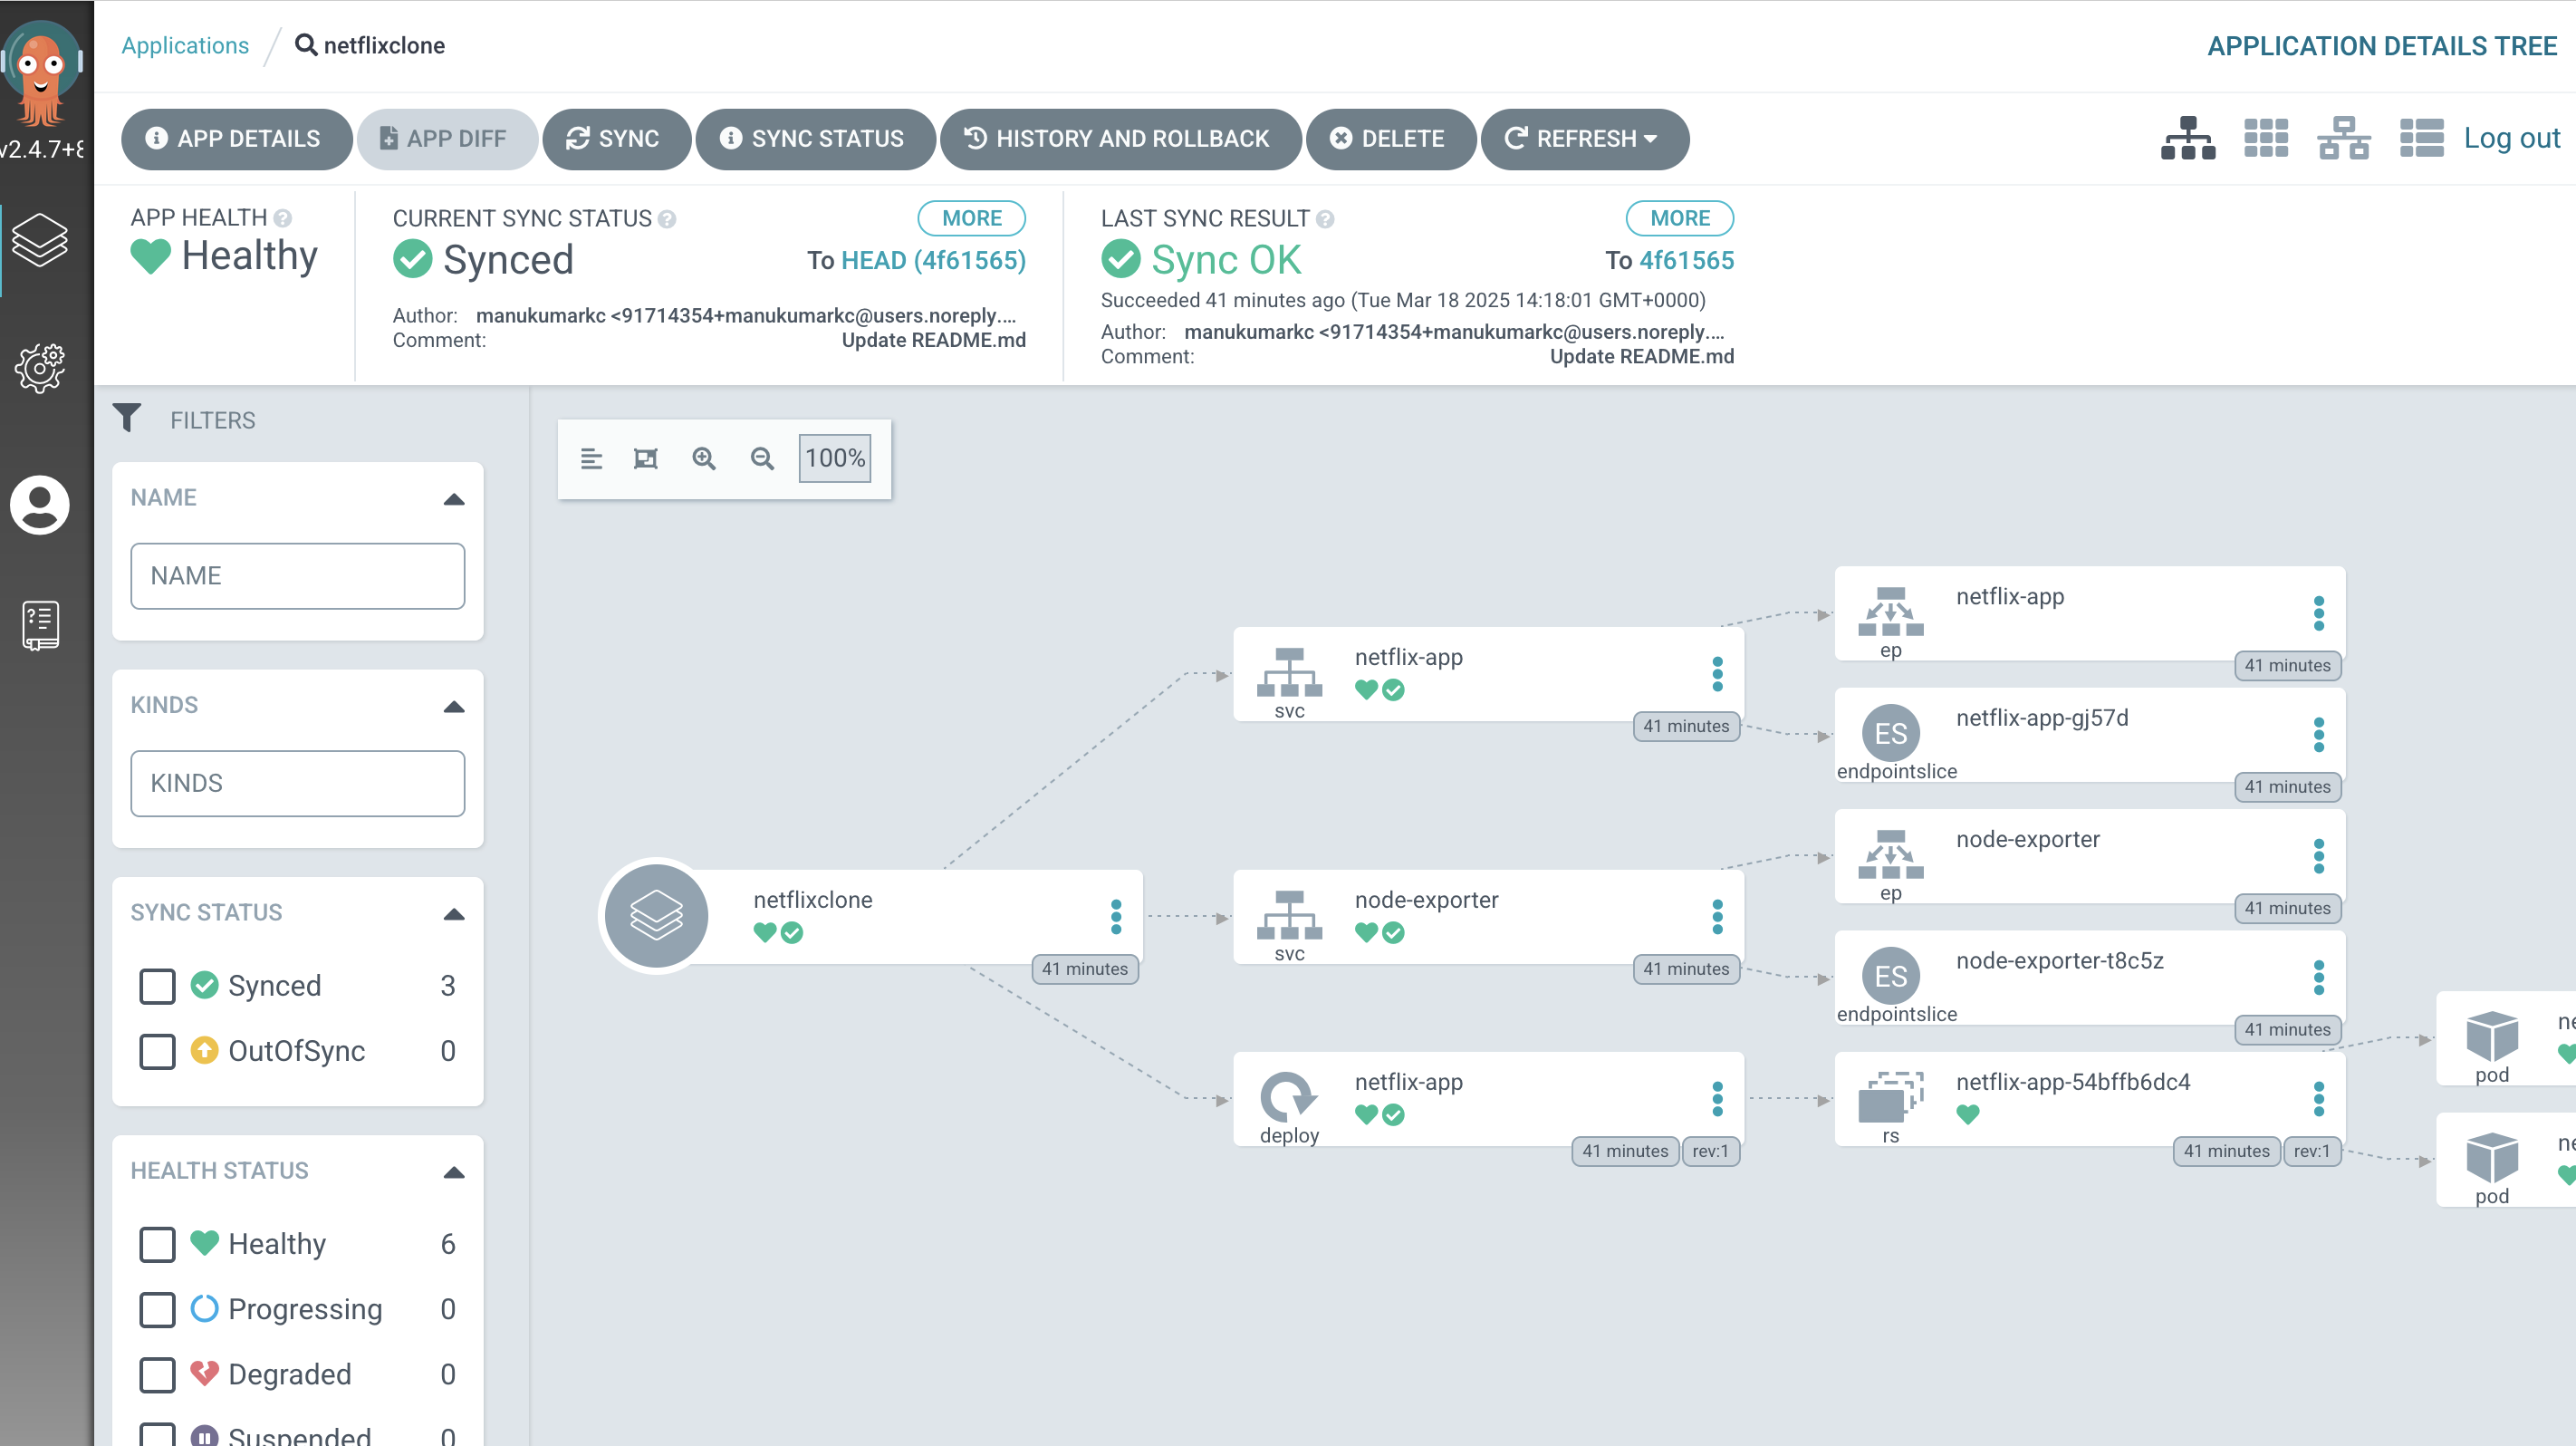 Applications / netflixclone
APPLICATION DETAILS TREE
v2.4.7+8
APP DETAILS
APP DIFF
SYNC
SYNC STATUS
HISTORY AND ROLLBACK
DELETE
REFRESH
Log out
APP HEALTH
Healthy
CURRENT SYNC STATUS
MORE
Synced
To HEAD (4f61565)
Author: manukumarkc <91714354+manukumarkc@users.noreply....
Comment: Update README.md
LAST SYNC RESULT
MORE
Sync OK
To 4f61565
Succeeded 41 minutes ago (Tue Mar 18 2025 14:18:01 GMT+0000)
Author: manukumarkc <91714354+manukumarkc@users.noreply....
Comment: Update README.md
FILTERS
NAME
NAME
KINDS
KINDS
SYNC STATUS
Synced 3
OutOfSync 0
HEALTH STATUS
Healthy 6
Progressing 0
Degraded 0
Suspended 0
100%
netflixclone
41 minutes
netflix-app
svc
41 minutes
node-exporter
svc
41 minutes
netflix-app
deploy
41 minutes rev:1
netflix-app
ep
41 minutes
ES
netflix-app-gj57d
endpointslice
41 minutes
node-exporter
ep
41 minutes
ES
node-exporter-t8c5z
endpointslice
41 minutes
netflix-app-54bffb6dc4
rs
41 minutes rev:1
ne
pod
ne
pod